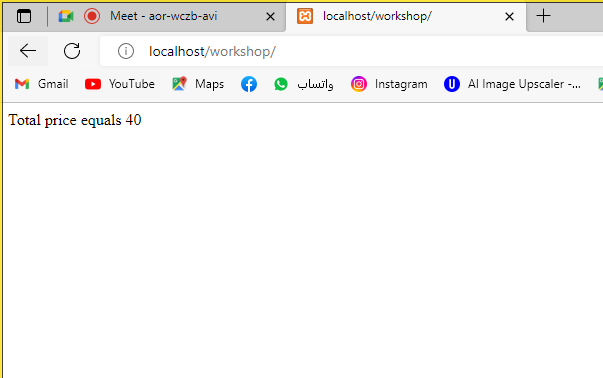 Meet - aor-wczb-avi localhost/workshop/
localhost/workshop/
Gmail YouTube Maps واتساب Instagram AI Image Upscaler -...
Total price equals 40